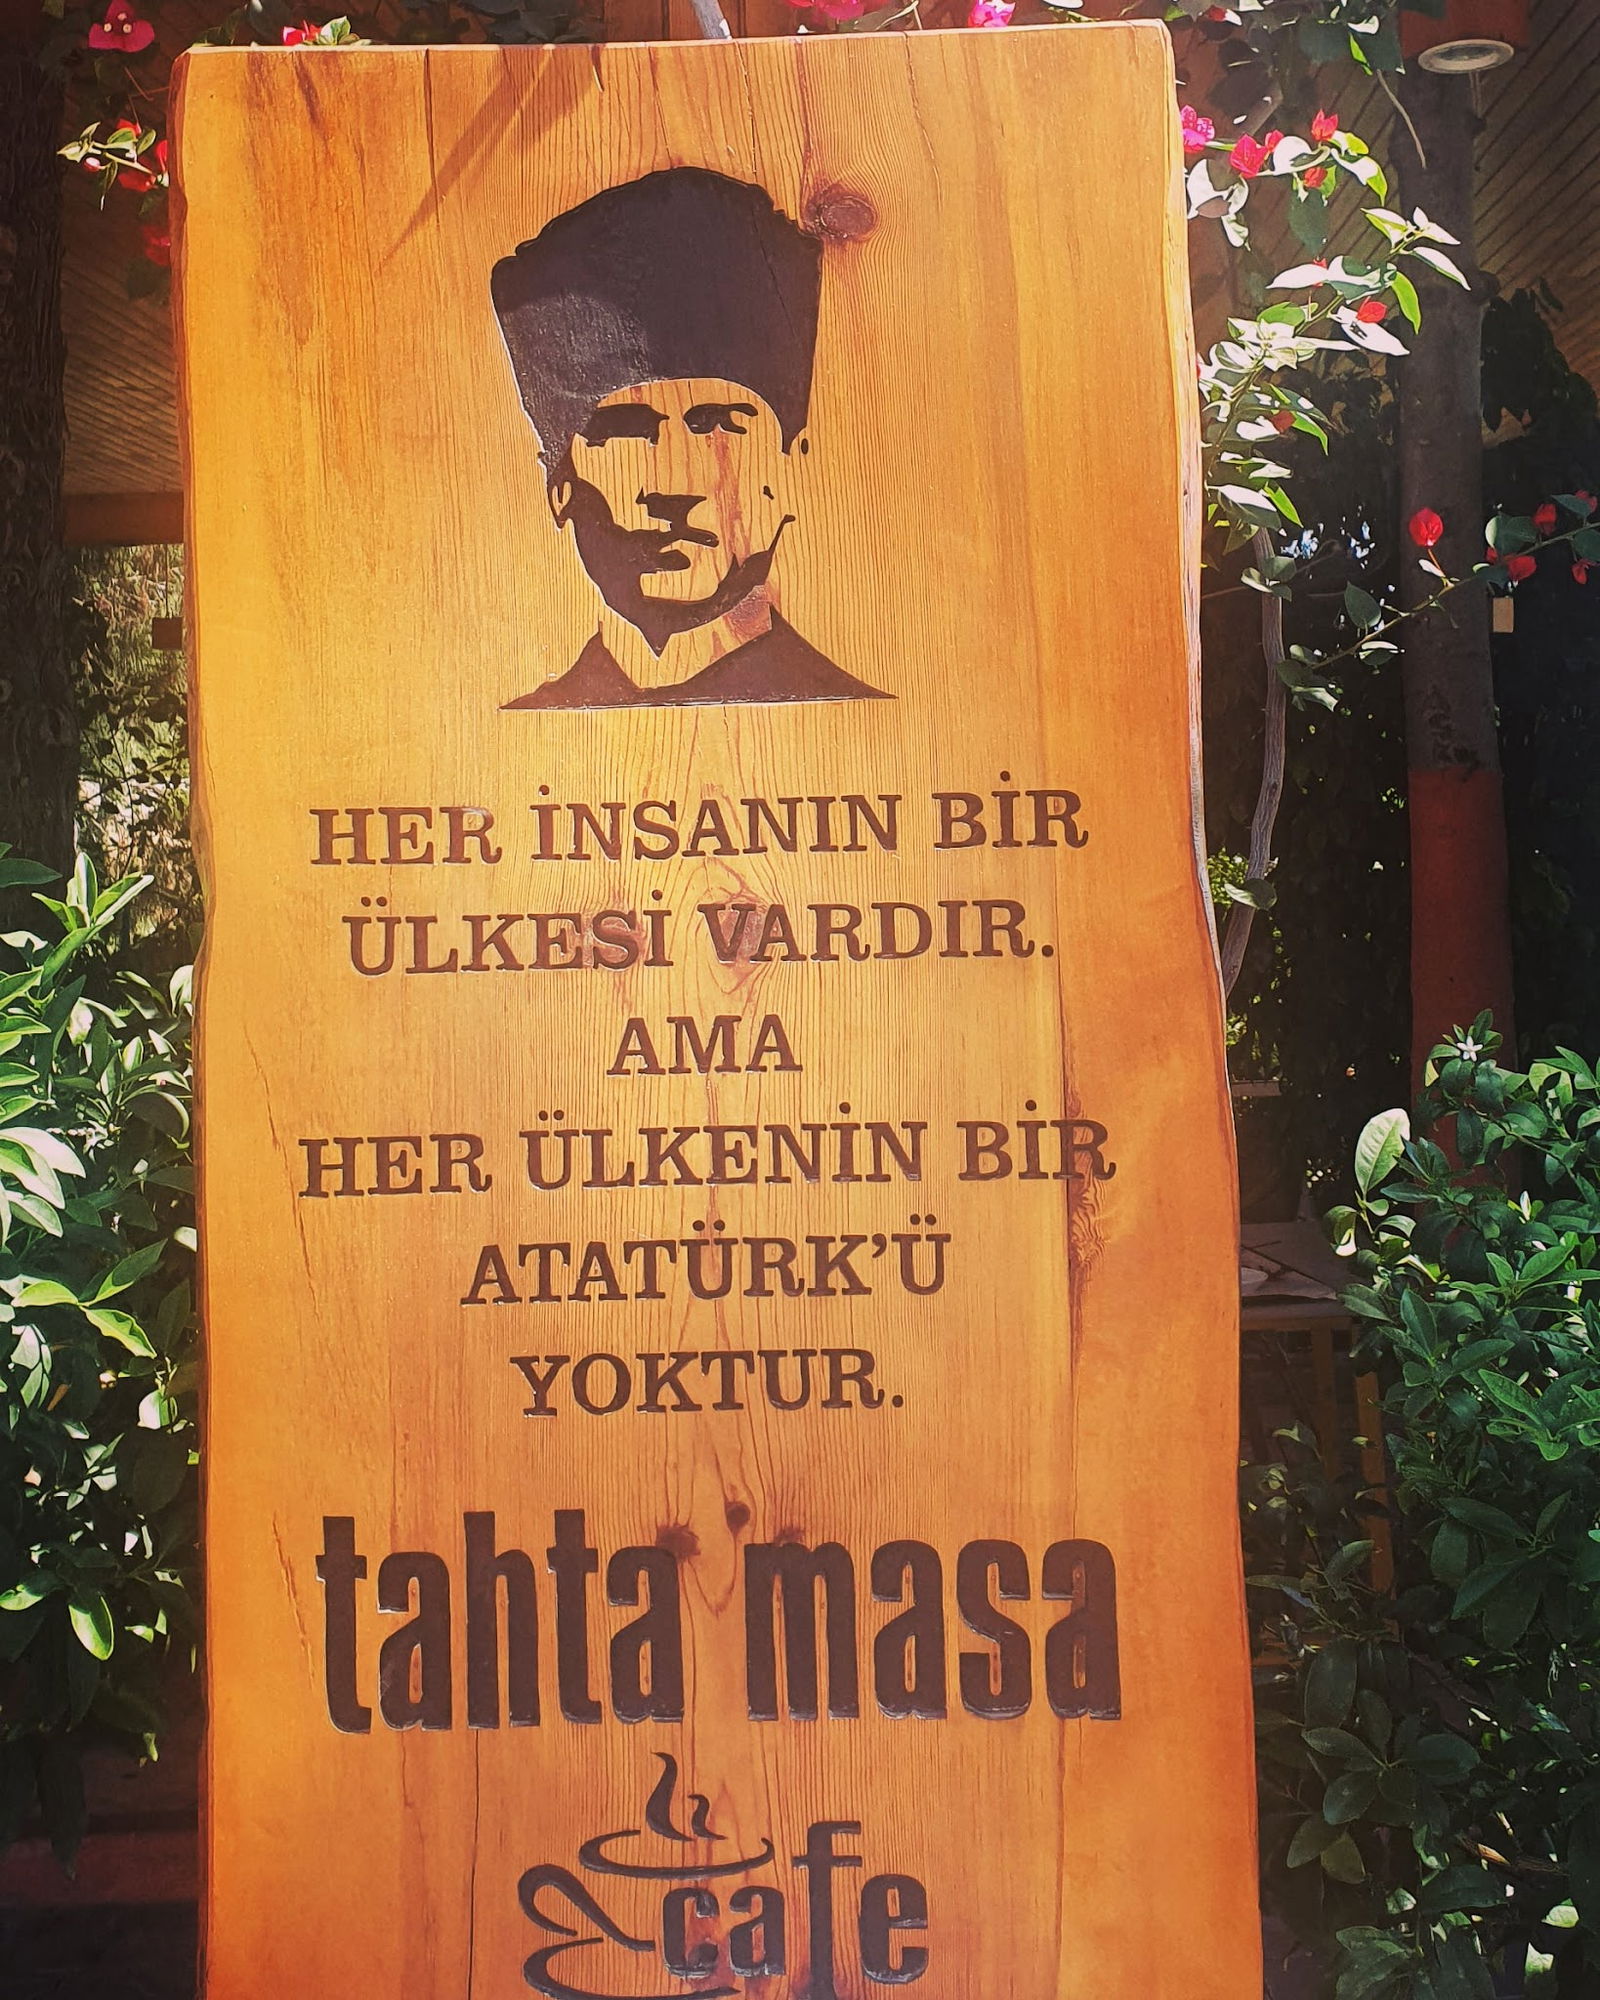 HER İNSANIN BİR
ÜLKESİ VARDIR.
AMA
HER ÜLKENİN BİR
ATATÜRK'Ü
YOKTUR.
tahta masa
cafe